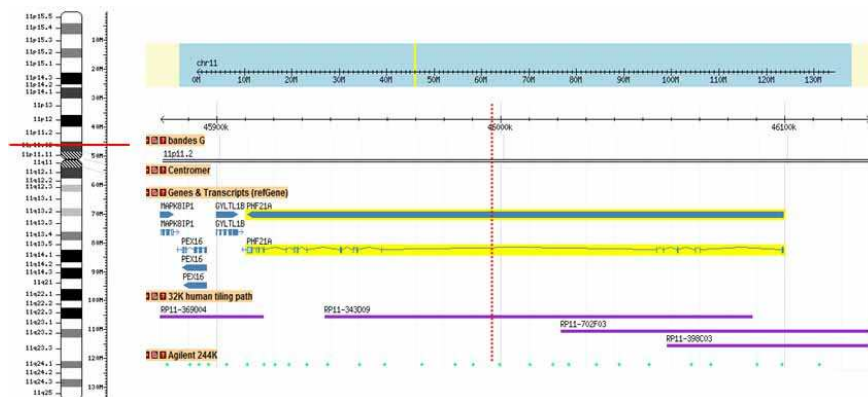 11p15.5
11p15.4
11p15.3
11p15.2
11p15.1
11p14.3
11p14.2
11p14.1
11p13
11p12
11p11.2
11p11.11
11q11
11q12.1
11q12.2
11q12.3
11q13.1
11q13.2
11q13.3
11q13.4
11q13.5
11q14.1
11q14.2
11q14.3
11q21
11q22.1
11q22.2
11q22.3
11q23.1
11q23.2
11q23.3
11q24.1
11q24.2
11q24.3
11q25
10M
20M
30M
40M
50M
60M
70M
80M
90M
100M
110M
120M
130M
chr11
0M 10M 20M 30M 40M 50M 60M 70M 80M 90M 100M 110M 120M 130M
45900k 46000k 46100k
bandes G
11p11.2
Centromer
Genes & Transcripts (refGene)
MAPK8IP1 GYLTL1B PHF21A
MAPK8IP1 GYLTL1B PHF21A
PEX16
PEX16
32K human tiling path
RP11-369D04 RP11-343D09
RP11-702F03
RP11-398C03
Agilent 244K